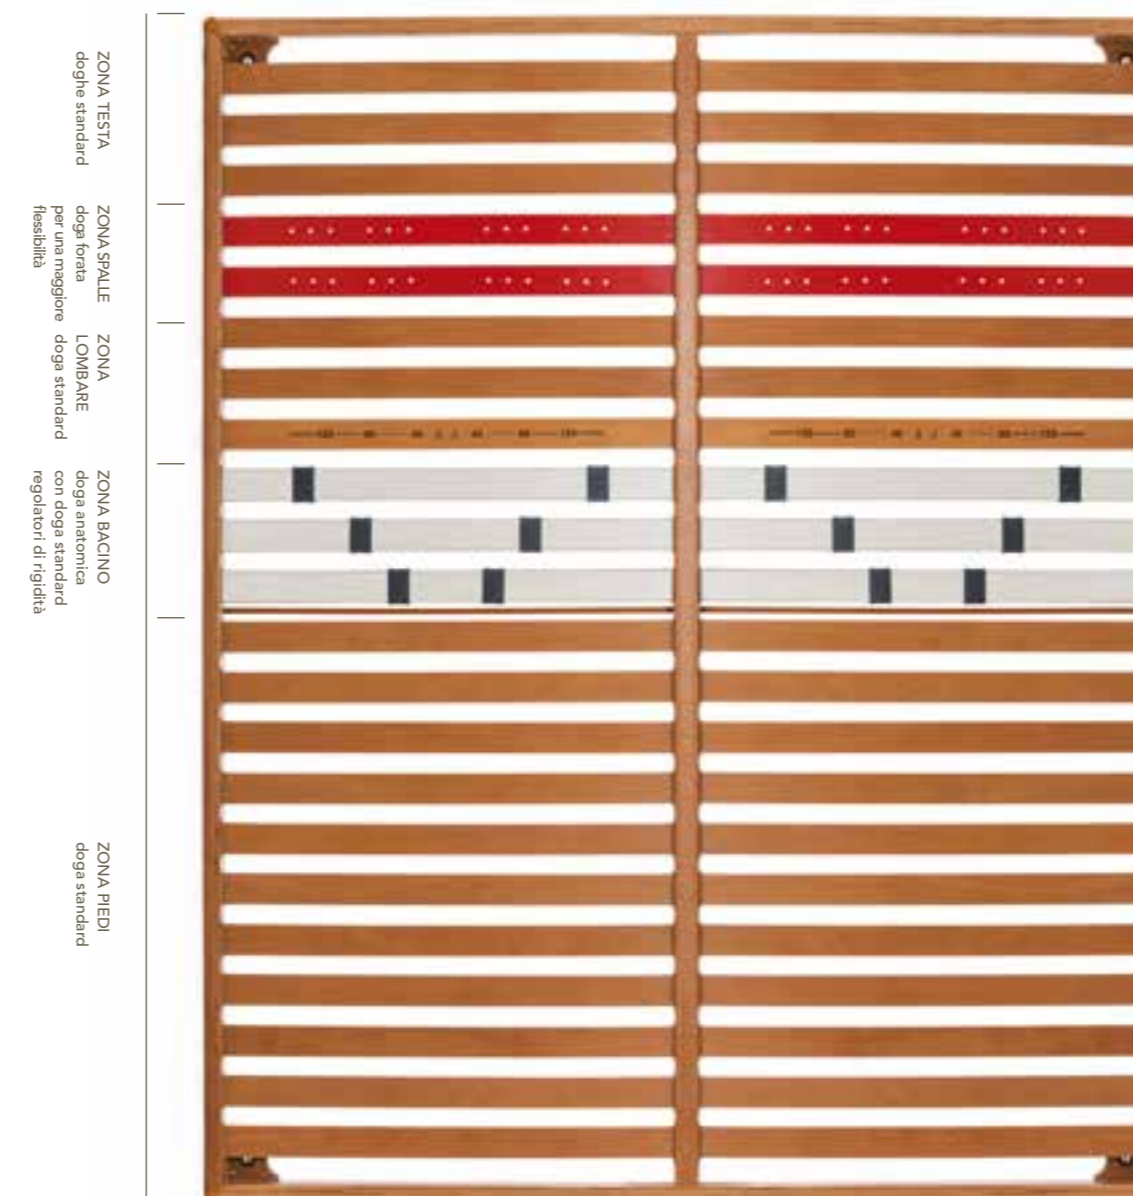 ZONA TESTA
doghe standard
ZONA SPALLE
doga forata
per una maggiore
flessibilità
ZONA
LOMBARE
doga standard
ZONA BACINO
doga anatomica
con doga standard
regolatori di rigidità
ZONA PIEDI
doga standard